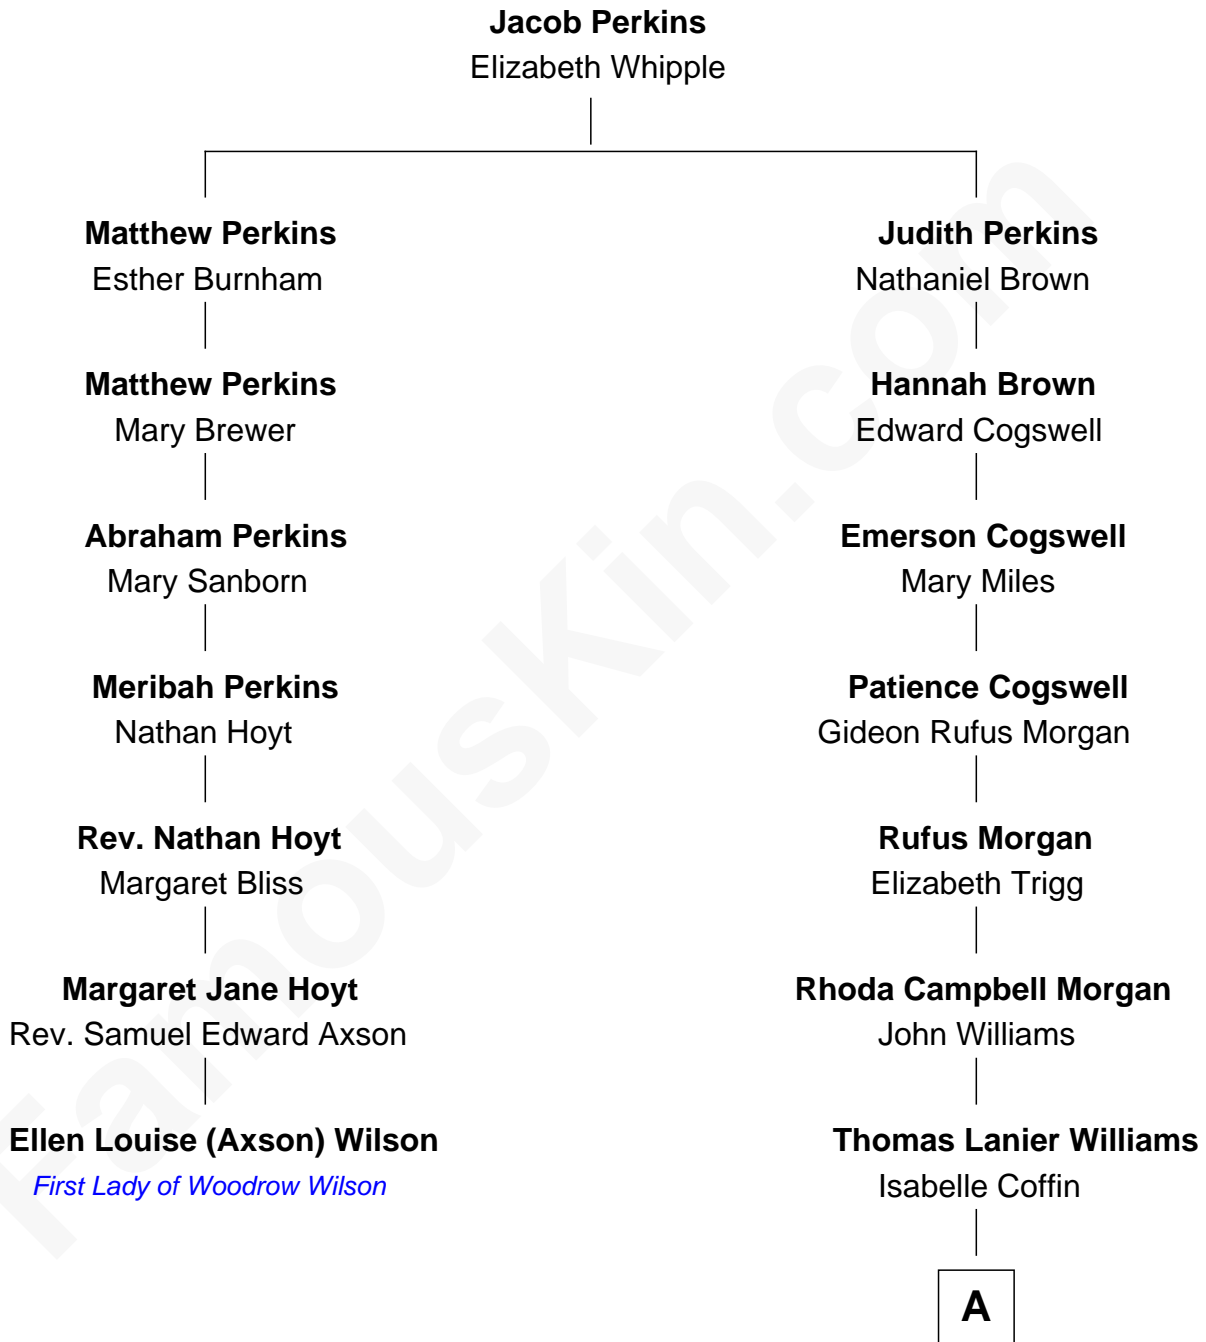 Jacob Perkins
Elizabeth Whipple
Matthew Perkins
Esther Burnham
Matthew Perkins
Mary Brewer
Abraham Perkins
Mary Sanborn
Meribah Perkins
Nathan Hoyt
Rev. Nathan Hoyt
Margaret Bliss
Margaret Jane Hoyt
Rev. Samuel Edward Axson
Ellen Louise (Axson) Wilson
First Lady of Woodrow Wilson
Judith Perkins
Nathaniel Brown
Hannah Brown
Edward Cogswell
Emerson Cogswell
Mary Miles
Patience Cogswell
Gideon Rufus Morgan
Rufus Morgan
Elizabeth Trigg
Rhoda Campbell Morgan
John Williams
Thomas Lanier Williams
Isabelle Coffin
A
FamousKin.com